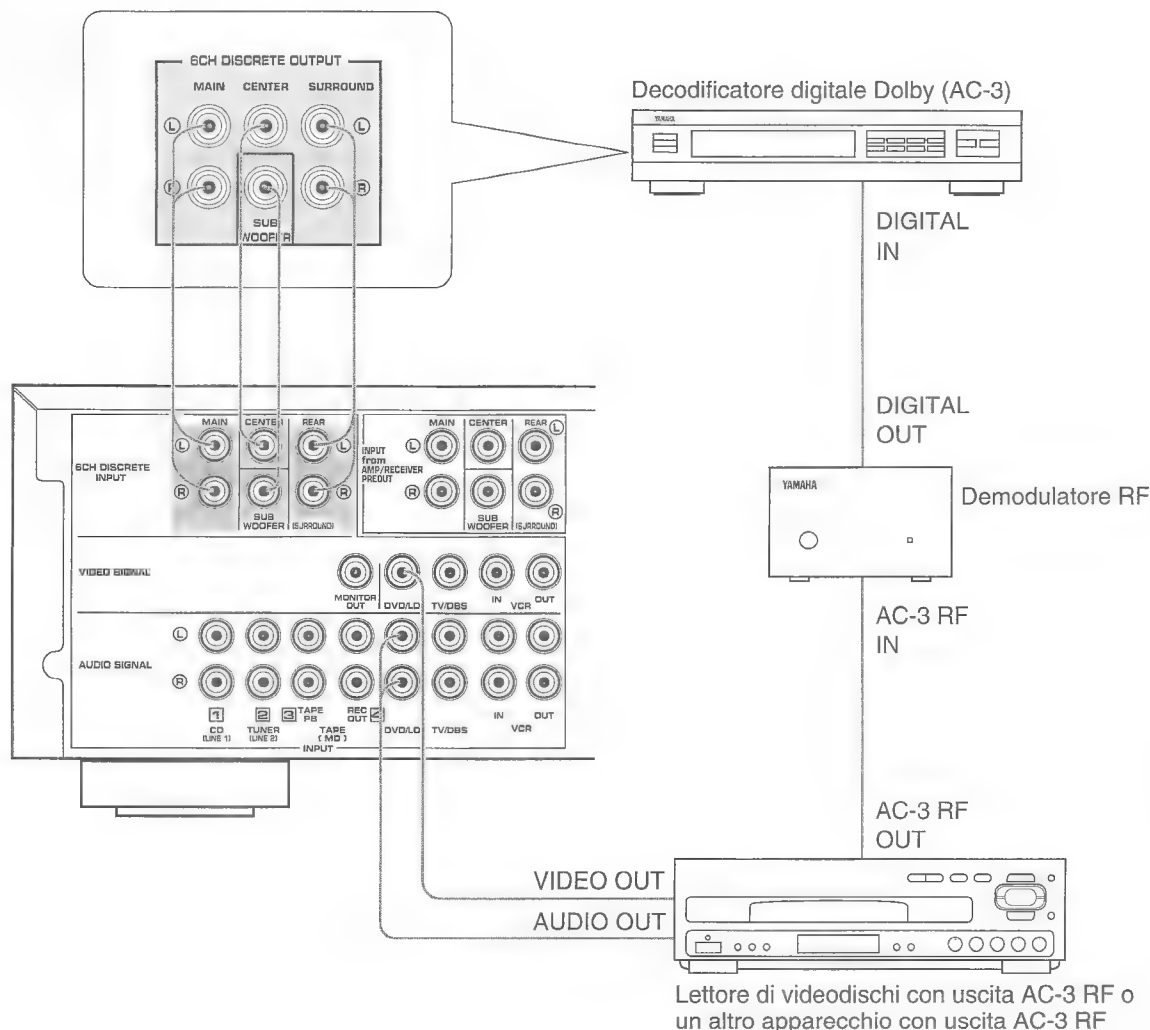 6CH DISCRETE OUTPUT
MAIN CENTER SURROUND
L L
R R
SUB
WOOFER
Decodificatore digitale Dolby (AC-3)
YAMAHA
DIGITAL
IN
DIGITAL
OUT
YAMAHA
Demodulatore RF
AC-3 RF
IN
AC-3 RF
OUT
6CH DISCRETE
INPUT
MAIN CENTER REAR
L L
R R
SUB
WOOFER (SURROUND)
INPUT
from
AMP/RECEIVER
PREOUT
MAIN CENTER REAR
L L
R R
SUB
WOOFER (SURROUND)
VIDEO SIGNAL
MONITOR
OUT DVD/LD TV/DBS IN VCR OUT
AUDIO SIGNAL
L
R
1 2 3 TAPE
PB REC
OUT 4
CD
(LINE 1) TUNER
(LINE 2) TAPE
( MD ) DVD/LD TV/DBS IN VCR OUT
INPUT
VIDEO OUT
AUDIO OUT
Lettore di videodischi con uscita AC-3 RF o
un altro apparecchio con uscita AC-3 RF